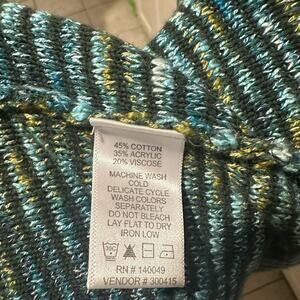 45% COTTON
35% ACRYLIC
20% VISCOSE
MACHINE WASH
COLD
DELICATE CYCLE
WASH COLORS
SEPARATELY
DO NOT BLEACH
LAY FLAT TO DRY
IRON LOW
RN # 140049
VENDOR # 300415